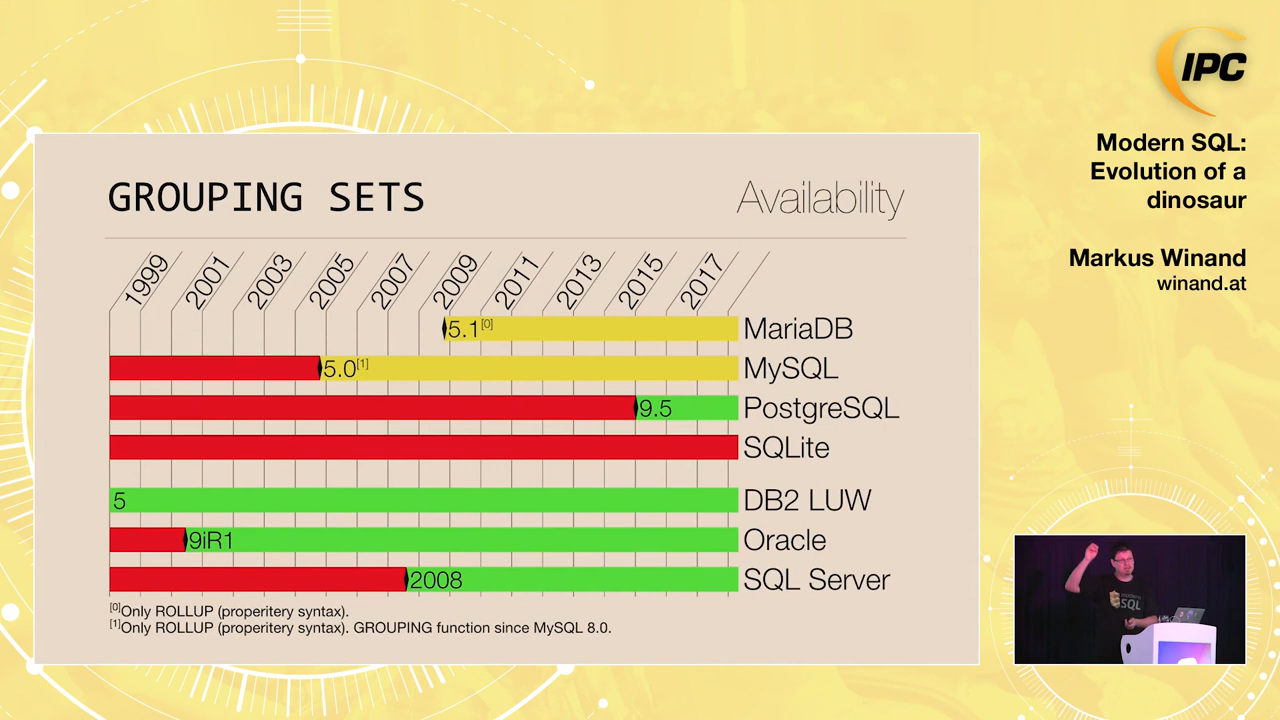 IPC
Modern SQL:
Evolution of a
dinosaur
Markus Winand
winand.at
GROUPING SETS
Availability
1999
2001
2003
2005
2007
2009
2011
2013
2015
2017
5.1[0]
MariaDB
5.0[1]
MySQL
9.5
PostgreSQL
SQLite
5
DB2 LUW
9iR1
Oracle
2008
SQL Server
[0]Only ROLLUP (properitery syntax).
[1]Only ROLLUP (properitery syntax). GROUPING function since MySQL 8.0.
SQL